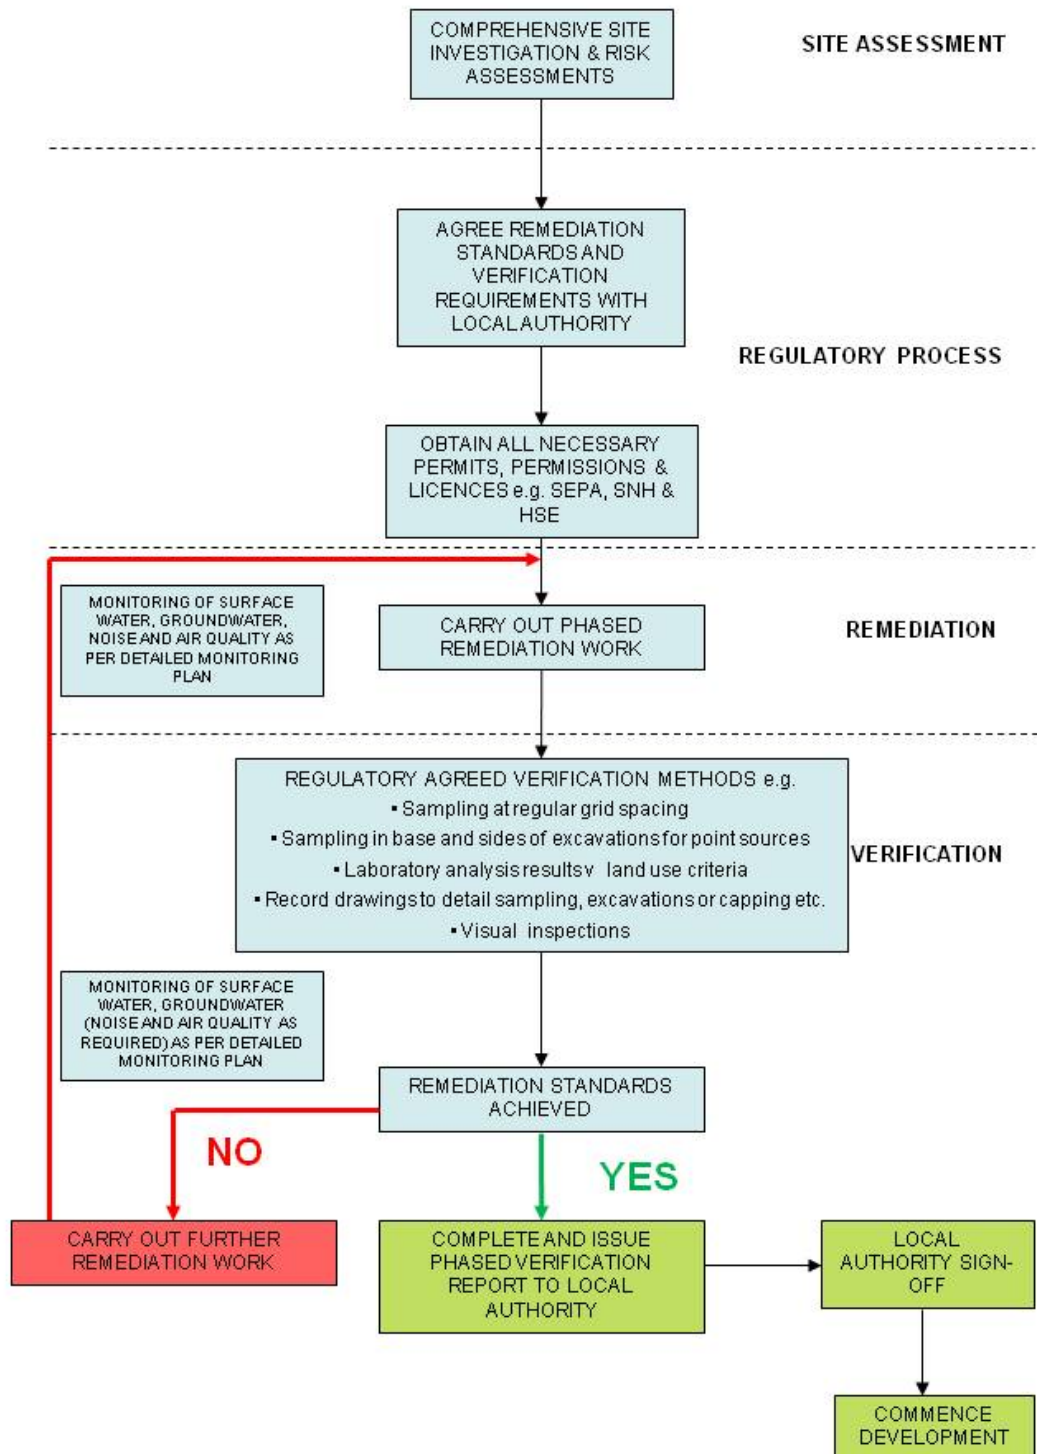 COMPREHENSIVE SITE
INVESTIGATION & RISK
ASSESSMENTS
SITE ASSESSMENT
AGREE REMEDIATION
STANDARDS AND
VERIFICATION
REQUIREMENTS WITH
LOCAL AUTHORITY
REGULATORY PROCESS
OBTAIN ALL NECESSARY
PERMITS, PERMISSIONS &
LICENCES e.g. SEPA, SNH &
HSE
MONITORING OF SURFACE
WATER, GROUNDWATER,
NOISE AND AIR QUALITY AS
PER DETAILED MONITORING
PLAN
CARRY OUT PHASED
REMEDIATION WORK
REMEDIATION
REGULATORY AGREED VERIFICATION METHODS e.g.
▪ Sampling at regular grid spacing
▪ Sampling in base and sides of excavations for point sources
▪ Laboratory analysis results v land use criteria
▪ Record drawings to detail sampling, excavations or capping etc.
▪ Visual inspections
VERIFICATION
MONITORING OF SURFACE
WATER, GROUNDWATER
(NOISE AND AIR QUALITY AS
REQUIRED) AS PER DETAILED
MONITORING PLAN
REMEDIATION STANDARDS
ACHIEVED
NO
YES
CARRY OUT FURTHER
REMEDIATION WORK
COMPLETE AND ISSUE
PHASED VERIFICATION
REPORT TO LOCAL
AUTHORITY
LOCAL
AUTHORITY SIGN-
OFF
COMMENCE
DEVELOPMENT